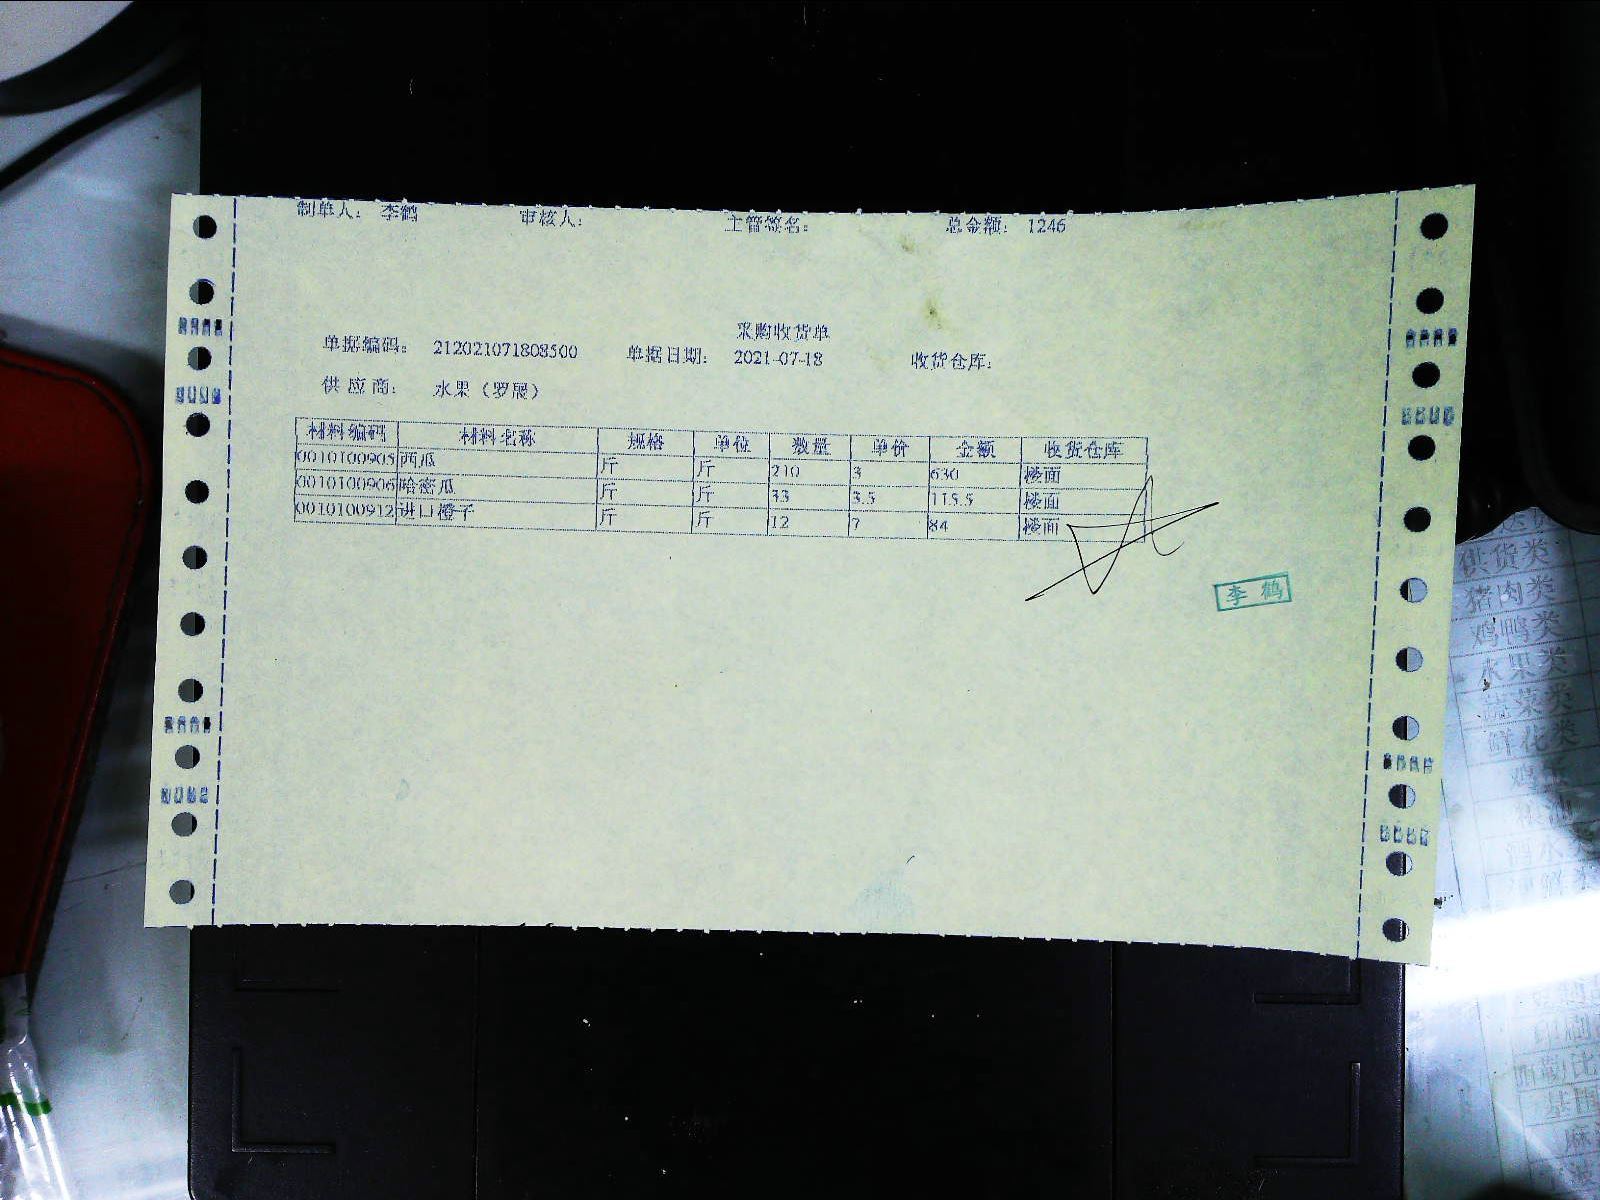 制单人： 李鹤 审核人： 主管签名： 总金额： 1246
采购收货单
单据编码： 212021071808500 单据日期： 2021-07-18 收货仓库：
供 应 商： 水果（罗晟）
材料编码 材料名称 规格 单位 数量 单价 金额 收货仓库
0010100905 西瓜 斤 斤 210 3 630 楼面
0010100906 哈密瓜 斤 斤 33 3.5 115.5 楼面
0010100912 进口橙子 斤 斤 12 7 84 楼面
李 鹤
供货类
猪肉类
鸡鸭类
水果类
蔬菜类
鲜花类